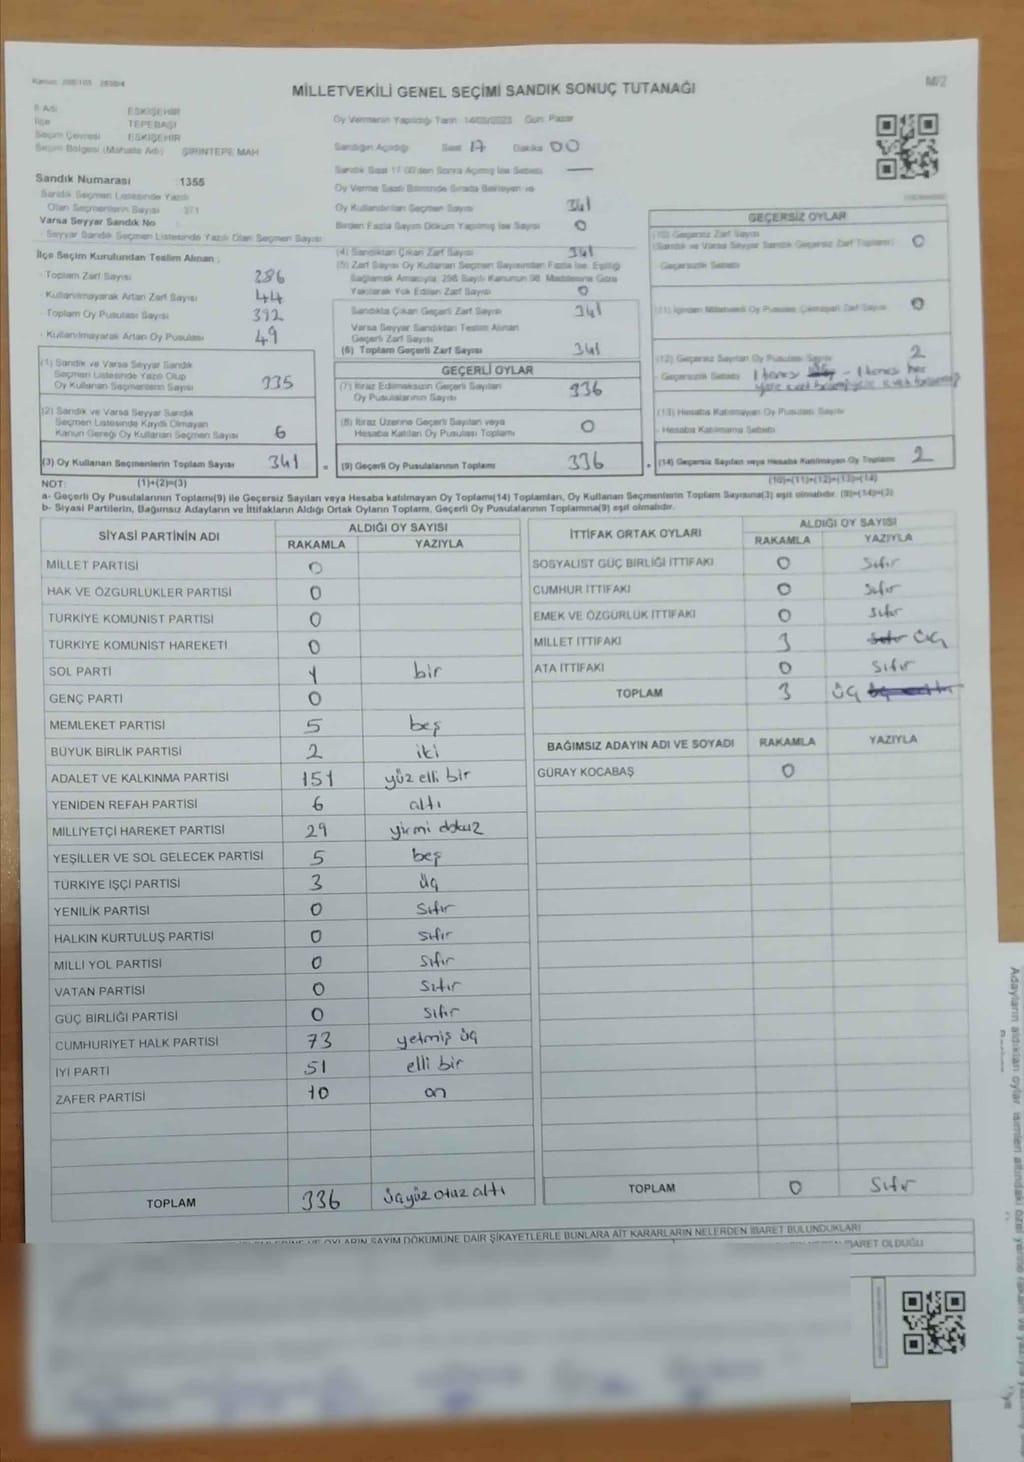 MİLLETVEKİLİ GENEL SEÇİMİ SANDIK SONUÇ TUTANAĞI
M/2
İl Adı ESKİŞEHİR
İlçe TEPEBAŞI
Seçim Çevresi ESKİŞEHİR
Seçim Bölgesi (Mahalle Adı) ŞİRİNTEPE MAH
Sandık Numarası 1355
Sandık Seçmen Listesinde Yazılı
Olan Seçmenlerin Sayısı 371
Varsa Seyyar Sandık No
Seyyar Sandık Seçmen Listesinde Yazılı Olan Seçmen Sayısı
İlçe Seçim Kurulundan Teslim Alınan
Toplam Zarf Sayısı 286
Kullanılmayarak Artan Zarf Sayısı 44
Toplam Oy Pusulası Sayısı 392
Kullanılmayarak Artan Oy Pusulası 49
(1) Sandık ve Varsa Seyyar Sandık
Seçmen Listesinde Yazılı Olup
Oy Kullanan Seçmenlerin Sayısı 335
(2) Sandık ve Varsa Seyyar Sandık
Seçmen Listesinde Kayıtlı Olmayan
Kanun Gereği Oy Kullanan Seçmen Sayısı 6
(3) Oy Kullanan Seçmenlerin Toplam Sayısı 341
Oy Vermenin Yapıldığı Tarih 14/05/2023 Gün Pazar
Sandığın Açıldığı Saat 17 Dakika 00
Sandık Saat 17.00'den Sonra Açılmış İse Sebebi —
Oy Verme Saati Bitiminde Sırada Bekleyen ve
Oy Kullandırılan Seçmen Sayısı 341
Birden Fazla Sayım Döküm Yapılmış İse Sayısı 0
(4) Sandıktan Çıkan Zarf Sayısı 341
(5) Zarf Sayısı Oy Kullanan Seçmen Sayısından Fazla İse, Eşitliği
Sağlamak Amacıyla, 298 Sayılı Kanunun 98. Maddesine Göre
Yakılarak Yok Edilen Zarf Sayısı 0
Sandıkta Çıkan Geçerli Zarf Sayısı 341
Varsa Seyyar Sandıktan Teslim Alınan
Geçerli Zarf Sayısı
(6) Toplam Geçerli Zarf Sayısı 341
GEÇERLİ OYLAR
(7) İtiraz Edilmeksizin Geçerli Sayılan
Oy Pusulalarının Sayısı 336
(8) İtiraz Üzerine Geçerli Sayılan veya
Hesaba Katılan Oy Pusulası Toplamı 0
= (9) Geçerli Oy Pusulalarının Toplamı 336
GEÇERSİZ OYLAR
(10) Geçersiz Zarf Sayısı
(Sandık ve Varsa Seyyar Sandık Geçersiz Zarf Toplamı) 0
Geçersizlik Sebebi
(11) İçinden Milletvekili Oy Pusulası Çıkmayan Zarf Sayısı 0
(12) Geçersiz Sayılan Oy Pusulası Sayısı 2
Geçersizlik Sebebi 1 tanesi - 1 tanesi her
(13) Hesaba Katılmayan Oy Pusulası Sayısı
Hesaba Katılmama Sebebi
+ (14) Geçersiz Sayılan veya Hesaba Katılmayan Oy Toplamı 2
NOT: (1)+(2)=(3) (10)+(11)+(12)+(13)=(14)
a- Geçerli Oy Pusulalarının Toplamı(9) ile Geçersiz Sayılan veya Hesaba katılmayan Oy Toplamı(14) Toplamları, Oy Kullanan Seçmenlerin Toplam Sayısına(3) eşit olmalıdır. (9)+(14)=(3)
b- Siyasi Partilerin, Bağımsız Adayların ve İttifakların Aldığı Ortak Oyların Toplamı, Geçerli Oy Pusulalarının Toplamına(9) eşit olmalıdır.
SİYASİ PARTİNİN ADI ALDIĞI OY SAYISI
RAKAMLA YAZIYLA
MİLLET PARTİSİ 0
HAK VE ÖZGÜRLÜKLER PARTİSİ 0
TÜRKİYE KOMÜNİST PARTİSİ 0
TÜRKİYE KOMÜNİST HAREKETİ 0
SOL PARTİ 1 bir
GENÇ PARTİ 0
MEMLEKET PARTİSİ 5 beş
BÜYÜK BİRLİK PARTİSİ 2 iki
ADALET VE KALKINMA PARTİSİ 151 yüz elli bir
YENİDEN REFAH PARTİSİ 6 altı
MİLLİYETÇİ HAREKET PARTİSİ 29 yirmi dokuz
YEŞİLLER VE SOL GELECEK PARTİSİ 5 beş
TÜRKİYE İŞÇİ PARTİSİ 3 üç
YENİLİK PARTİSİ 0 sıfır
HALKIN KURTULUŞ PARTİSİ 0 sıfır
MİLLİ YOL PARTİSİ 0 sıfır
VATAN PARTİSİ 0 sıfır
GÜÇ BİRLİĞİ PARTİSİ 0 sıfır
CUMHURİYET HALK PARTİSİ 73 yetmiş üç
İYİ PARTİ 51 elli bir
ZAFER PARTİSİ 10 on
TOPLAM 336 üçyüz otuz altı
İTTİFAK ORTAK OYLARI ALDIĞI OY SAYISI
RAKAMLA YAZIYLA
SOSYALİST GÜÇ BİRLİĞİ İTTİFAKI 0 sıfır
CUMHUR İTTİFAKI 0 sıfır
EMEK VE ÖZGÜRLÜK İTTİFAKI 0 sıfır
MİLLET İTTİFAKI 3 sıfır üç
ATA İTTİFAKI 0 sıfır
TOPLAM 3 üç
BAĞIMSIZ ADAYIN ADI VE SOYADI RAKAMLA YAZIYLA
GÜRAY KOCABAŞ 0
TOPLAM 0 sıfır
OYLARIN SAYIM DÖKÜMÜNE DAİR ŞİKAYETLERLE BUNLARA AİT KARARLARIN NELERDEN İBARET BULUNDUKLARI
İBARET OLDUĞU
Adayların aldıkları oylar, isimleri altındaki özel yerine rakam ve